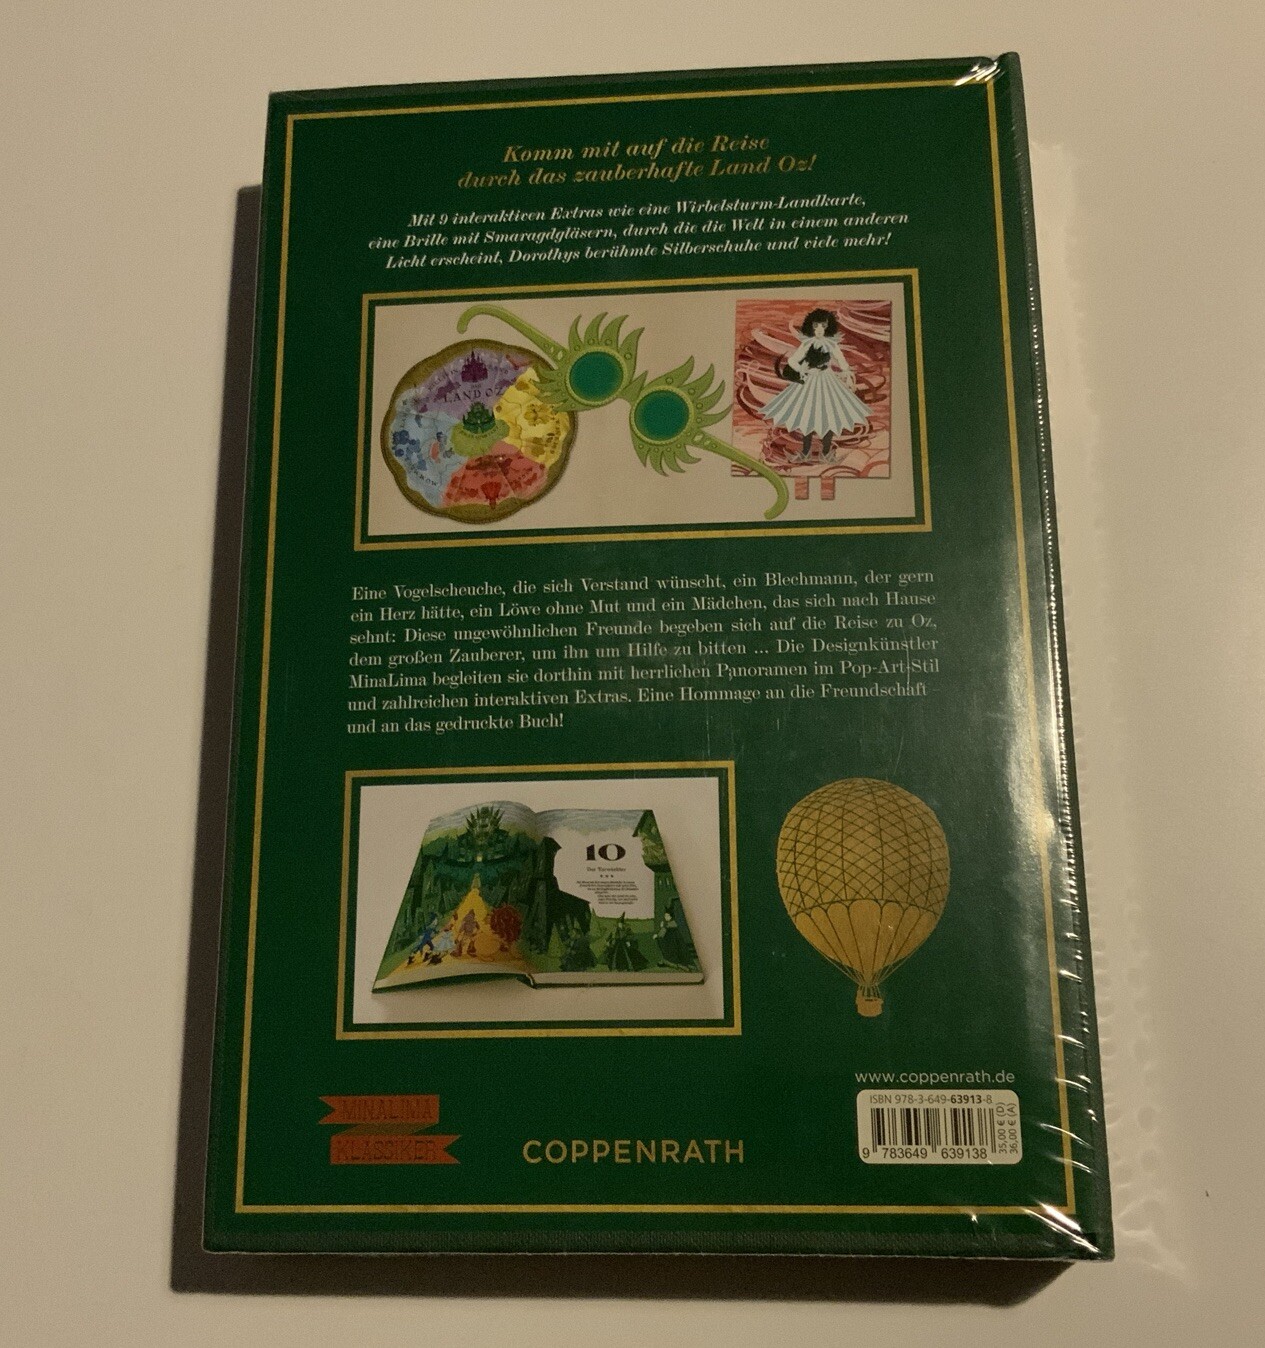 Komm mit auf die Reise
durch das zauberhafte Land Oz!
Mit 9 interaktiven Extras wie eine Wirbelsturm-Landkarte,
eine Brille mit Smaragdgläsern, durch die die Welt in einem anderen
Licht erscheint, Dorothys berühmte Silberschuhe und viele mehr!
LAND OZ
Eine Vogelscheuche, die sich Verstand wünscht, ein Blechmann, der gern
ein Herz hätte, ein Löwe ohne Mut und ein Mädchen, das sich nach Hause
sehnt: Diese ungewöhnlichen Freunde begeben sich auf die Reise zu Oz,
dem großen Zauberer, um ihn um Hilfe zu bitten ... Die Designkünstler
MinaLima begleiten sie dorthin mit herrlichen Panoramen im Pop-Art-Stil
und zahlreichen interaktiven Extras. Eine Hommage an die Freundschaft –
und an das gedruckte Buch!
10
www.coppenrath.de
ISBN 978-3-649-63913-8
35,00 € (D)
36,00 € (A)
9 783649 639138
MINALIMA
KLASSIKER
COPPENRATH